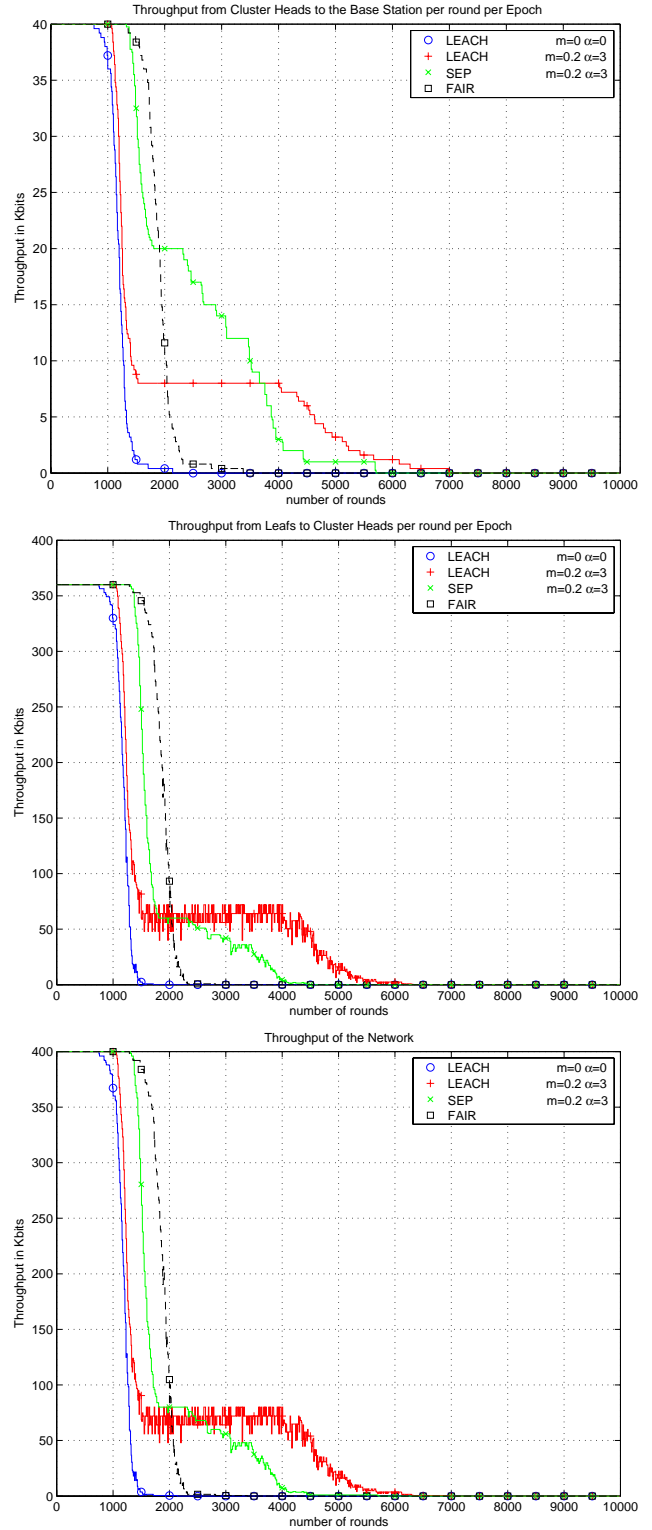 Throughput from Cluster Heads to the Base Station per round per Epoch
40
35
30
25
20
15
10
5
0
Throughput in Kbits
LEACH m=0 α=0
LEACH m=0.2 α=3
SEP m=0.2 α=3
FAIR
0 1000 2000 3000 4000 5000 6000 7000 8000 9000 10000
number of rounds
Throughput from Leafs to Cluster Heads per round per Epoch
400
350
300
250
200
150
100
50
0
Throughput in Kbits
LEACH m=0 α=0
LEACH m=0.2 α=3
SEP m=0.2 α=3
FAIR
0 1000 2000 3000 4000 5000 6000 7000 8000 9000 10000
number of rounds
Throughput of the Network
400
350
300
250
200
150
100
50
0
Throughput in Kbits
LEACH m=0 α=0
LEACH m=0.2 α=3
SEP m=0.2 α=3
FAIR
0 1000 2000 3000 4000 5000 6000 7000 8000 9000 10000
number of rounds